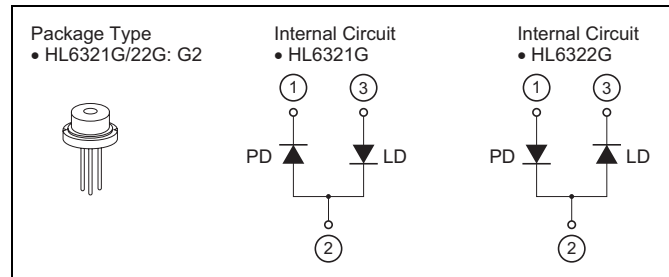 Package Type
• HL6321G/22G: G2
Internal Circuit
• HL6321G
1 3
PD LD
2
Internal Circuit
• HL6322G
1 3
PD LD
2